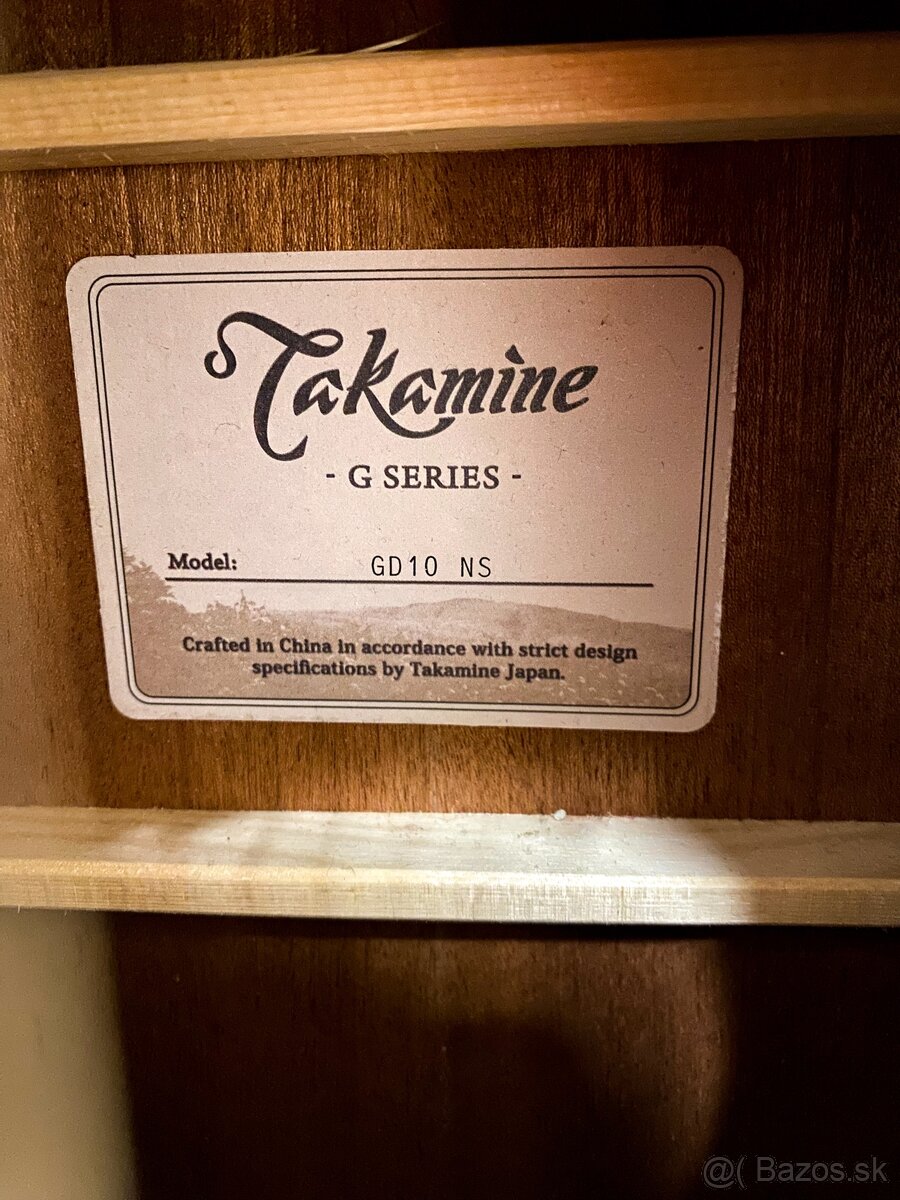 Takamine
- G SERIES -
Model: GD10 NS
Crafted in China in accordance with strict design
specifications by Takamine Japan.
@( Bazos.sk